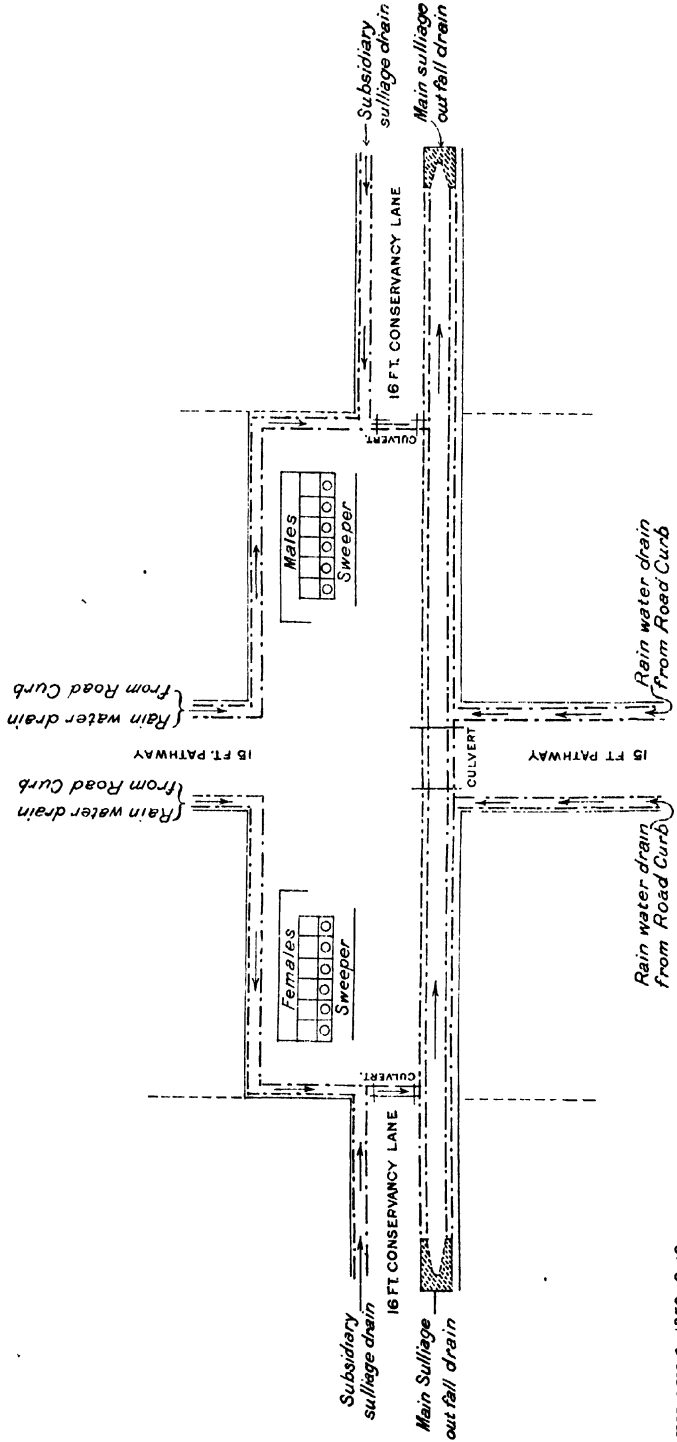 Rain water drain
from Road Curb
15 FT. PATHWAY
Rain water drain
from Road Curb
Females
Sweeper
Males
Sweeper
Subsidiary
sulliage drain
CULVERT.
16 FT. CONSERVANCY LANE
Main Sulliage
out fall drain
CULVERT.
16 FT. CONSERVANCY LANE
Subsidiary
sulliage drain
Main sulliage
out fall drain
CULVERT
15 FT PATHWAY
Rain water drain
from Road Curb
Rain water drain
from Road Curb